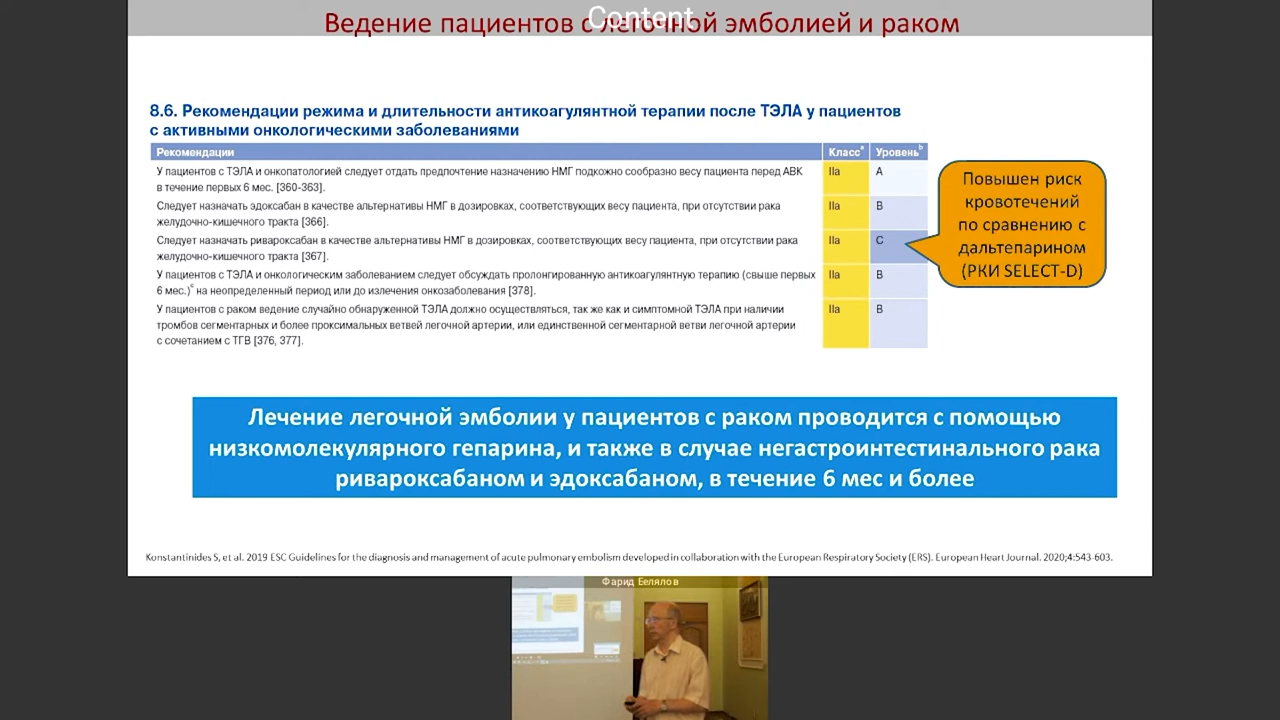 Content
Ведение пациентов с легочной эмболией и раком
8.6. Рекомендации режима и длительности антикоагулянтной терапии после ТЭЛА у пациентов
с активными онкологическими заболеваниями
Рекомендации Классᵃ Уровеньᵇ
У пациентов с ТЭЛА и онкопатологией следует отдать предпочтение назначению НМГ подкожно сообразно весу пациента перед АВК IIa A
в течение первых 6 мес. [360-363].
Следует назначать эдоксабан в качестве альтернативы НМГ в дозировках, соответствующих весу пациента, при отсутствии рака IIa B
желудочно-кишечного тракта [366].
Следует назначать ривароксабан в качестве альтернативы НМГ в дозировках, соответствующих весу пациента, при отсутствии рака IIa C
желудочно-кишечного тракта [367].
У пациентов с ТЭЛА и онкологическим заболеванием следует обсуждать пролонгированную антикоагулянтную терапию (свыше первых IIa B
6 мес.)ᶜ на неопределенный период или до излечения онкозаболевания [378].
У пациентов с раком ведение случайно обнаруженной ТЭЛА должно осуществляться, так же как и симптомной ТЭЛА при наличии IIa B
тромбов сегментарных и более проксимальных ветвей легочной артерии, или единственной сегментарной ветви легочной артерии
с сочетанием с ТГВ [376, 377].
Повышен риск
кровотечений
по сравнению с
дальтепарином
(РКИ SELECT-D)
Лечение легочной эмболии у пациентов с раком проводится с помощью
низкомолекулярного гепарина, и также в случае негастроинтестинального рака
ривароксабаном и эдоксабаном, в течение 6 мес и более
Konstantinides S, et al. 2019 ESC Guidelines for the diagnosis and management of acute pulmonary embolism developed in collaboration with the European Respiratory Society (ERS). European Heart Journal. 2020;4:543-603.
Фарид Белялов